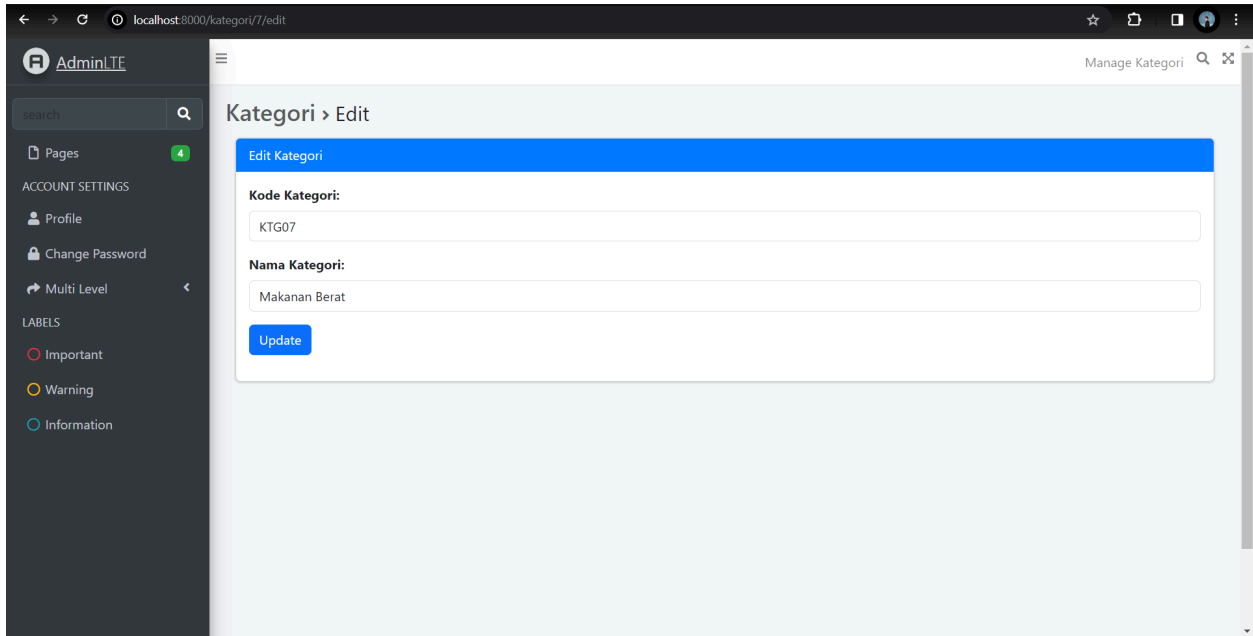 localhost:8000/kategori/7/edit
AdminLTE
Manage Kategori
search
Pages 4
ACCOUNT SETTINGS
Profile
Change Password
Multi Level
LABELS
Important
Warning
Information
Kategori > Edit
Edit Kategori
Kode Kategori:
KTG07
Nama Kategori:
Makanan Berat
Update